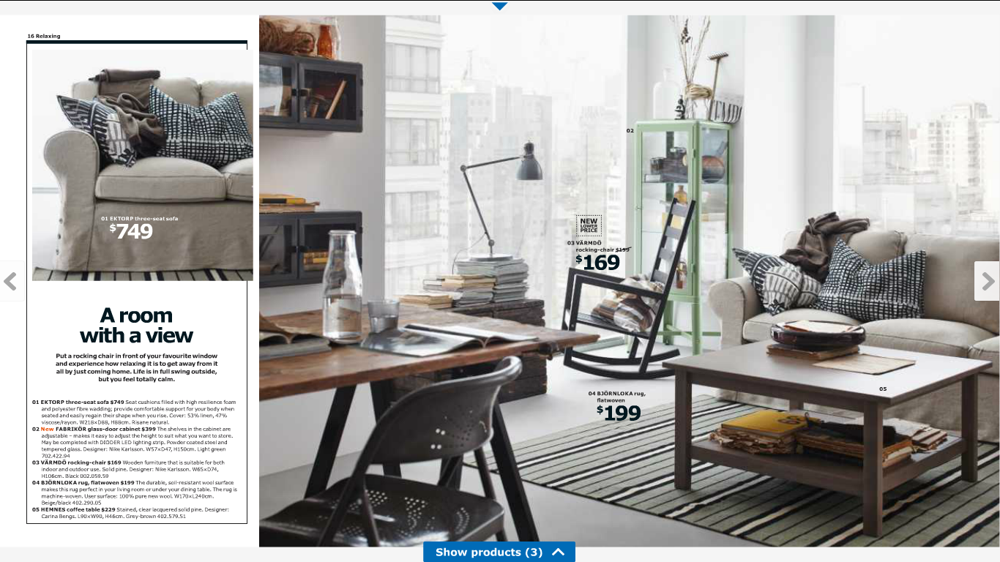 16 Relaxing
01 EKTORP three-seat sofa
$749
A room
with a view
Put a rocking chair in front of your favourite window
and experience how relaxing it is to get away from it
all by just coming home. Life is in full swing outside,
but you feel totally calm.
01 EKTORP three-seat sofa $749 Seat cushions filled with high resilience foam
and polyester fibre wadding; provide comfortable support for your body when
seated and easily regain their shape when you rise. Cover: 53% linen, 47%
viscose/rayon. W218×D88, H88cm. Risane natural.
02 New FABRIKÖR glass-door cabinet $399 The shelves in the cabinet are
adjustable – makes it easy to adjust the height to suit what you want to store.
May be completed with DIODER LED lighting strip. Powder coated steel and
tempered glass. Designer: Nike Karlsson. W57×D47, H150cm. Light green
702.422.94
03 VÄRMDÖ rocking-chair $169 Wooden furniture that is suitable for both
indoor and outdoor use. Solid pine. Designer: Nike Karlsson. W65×D74,
H106cm. Black 002.059.59
04 BJÖRNLOKA rug, flatwoven $199 The durable, soil-resistant wool surface
makes this rug perfect in your living room or under your dining table. The rug is
machine-woven. User surface: 100% pure new wool. W170×L240cm.
Beige/black 402.290.05
05 HEMNES coffee table $229 Stained, clear lacquered solid pine. Designer:
Carina Bengs. L90×W90, H46cm. Grey-brown 402.579.51
02
NEW
LOWER
PRICE
03 VÄRMDÖ
rocking-chair $199
$169
04 BJÖRNLOKA rug,
flatwoven
$199
05
Show products (3)